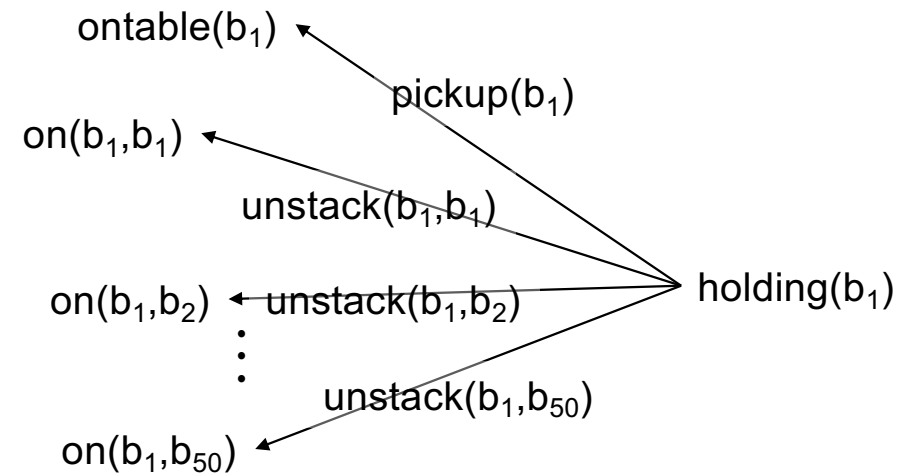 ontable(b₁)
pickup(b₁)
on(b₁,b₁)
unstack(b₁,b₁)
holding(b₁)
on(b₁,b₂)
unstack(b₁,b₂)
unstack(b₁,b₅₀)
on(b₁,b₅₀)